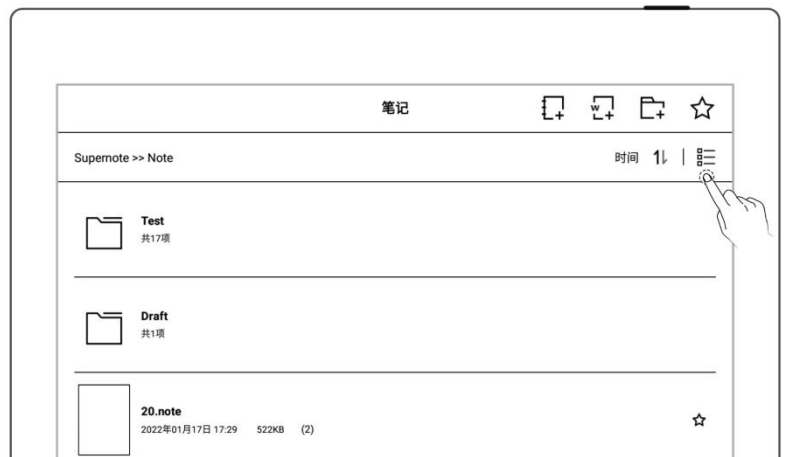 笔记
Supernote >> Note
时间
Test
共17项
Draft
共1项
20.note
2022年01月17日 17:29 522KB (2)